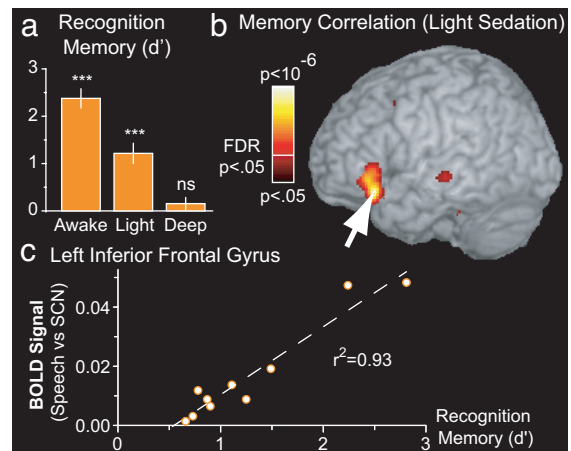 a Recognition
Memory (d’)
3
2
1
0
***
***
ns
Awake Light Deep
b Memory Correlation (Light Sedation)
p<10-6
FDR
p<.05
p<.05
c Left Inferior Frontal Gyrus
BOLD Signal
(Speech vs SCN)
0.04
0.02
0.00
r2=0.93
0 1 2 3
Recognition
Memory (d')